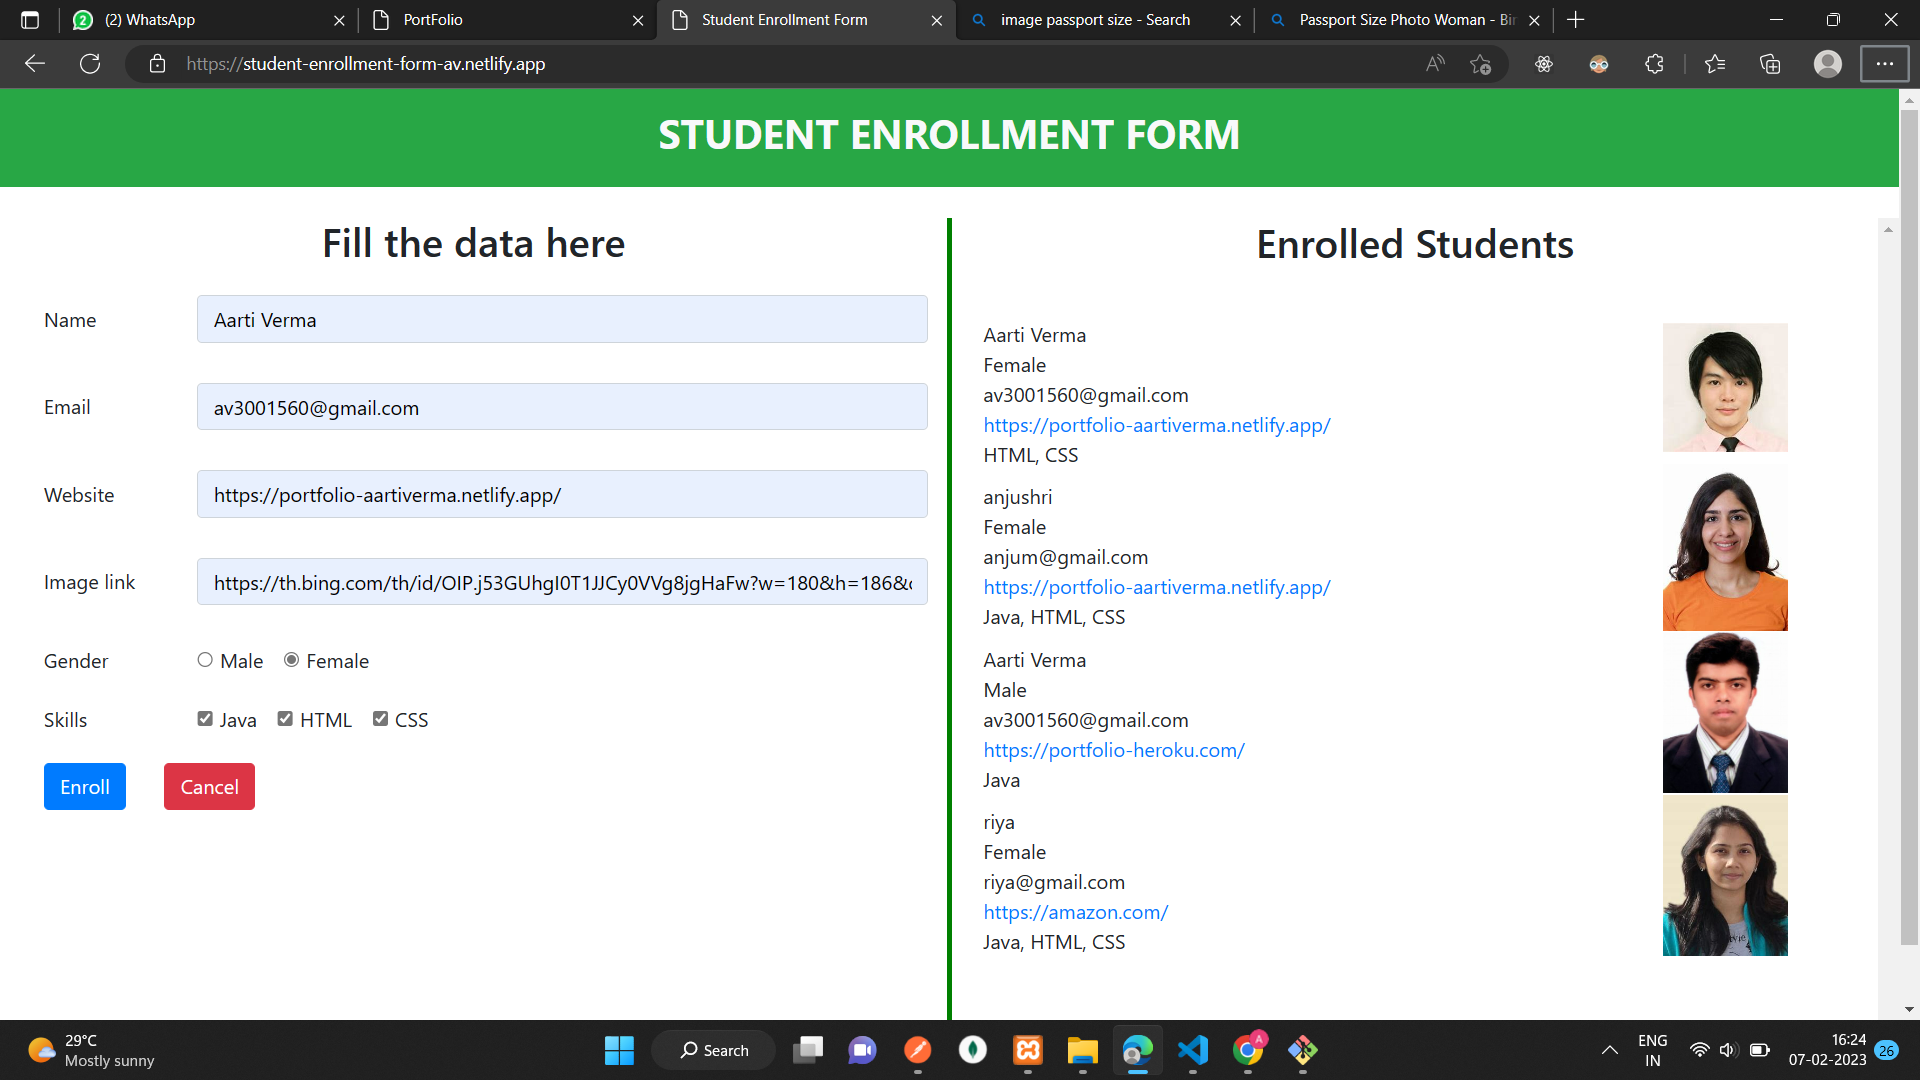 (2) WhatsApp
PortFolio
Student Enrollment Form
image passport size - Search
Passport Size Photo Woman - Bin
https://student-enrollment-form-av.netlify.app
STUDENT ENROLLMENT FORM
Fill the data here
Name
Aarti Verma
Email
av3001560@gmail.com
Website
https://portfolio-aartiverma.netlify.app/
Image link
https://th.bing.com/th/id/OIP.j53GUhgI0T1JJCy0VVg8jgHaFw?w=180&h=186&c
Gender
Male Female
Skills
Java HTML CSS
Enroll Cancel
Enrolled Students
Aarti Verma
Female
av3001560@gmail.com
https://portfolio-aartiverma.netlify.app/
HTML, CSS
anjushri
Female
anjum@gmail.com
https://portfolio-aartiverma.netlify.app/
Java, HTML, CSS
Aarti Verma
Male
av3001560@gmail.com
https://portfolio-heroku.com/
Java
riya
Female
riya@gmail.com
https://amazon.com/
Java, HTML, CSS
29°C
Mostly sunny
Search
A
ENG
IN
16:24
07-02-2023
26